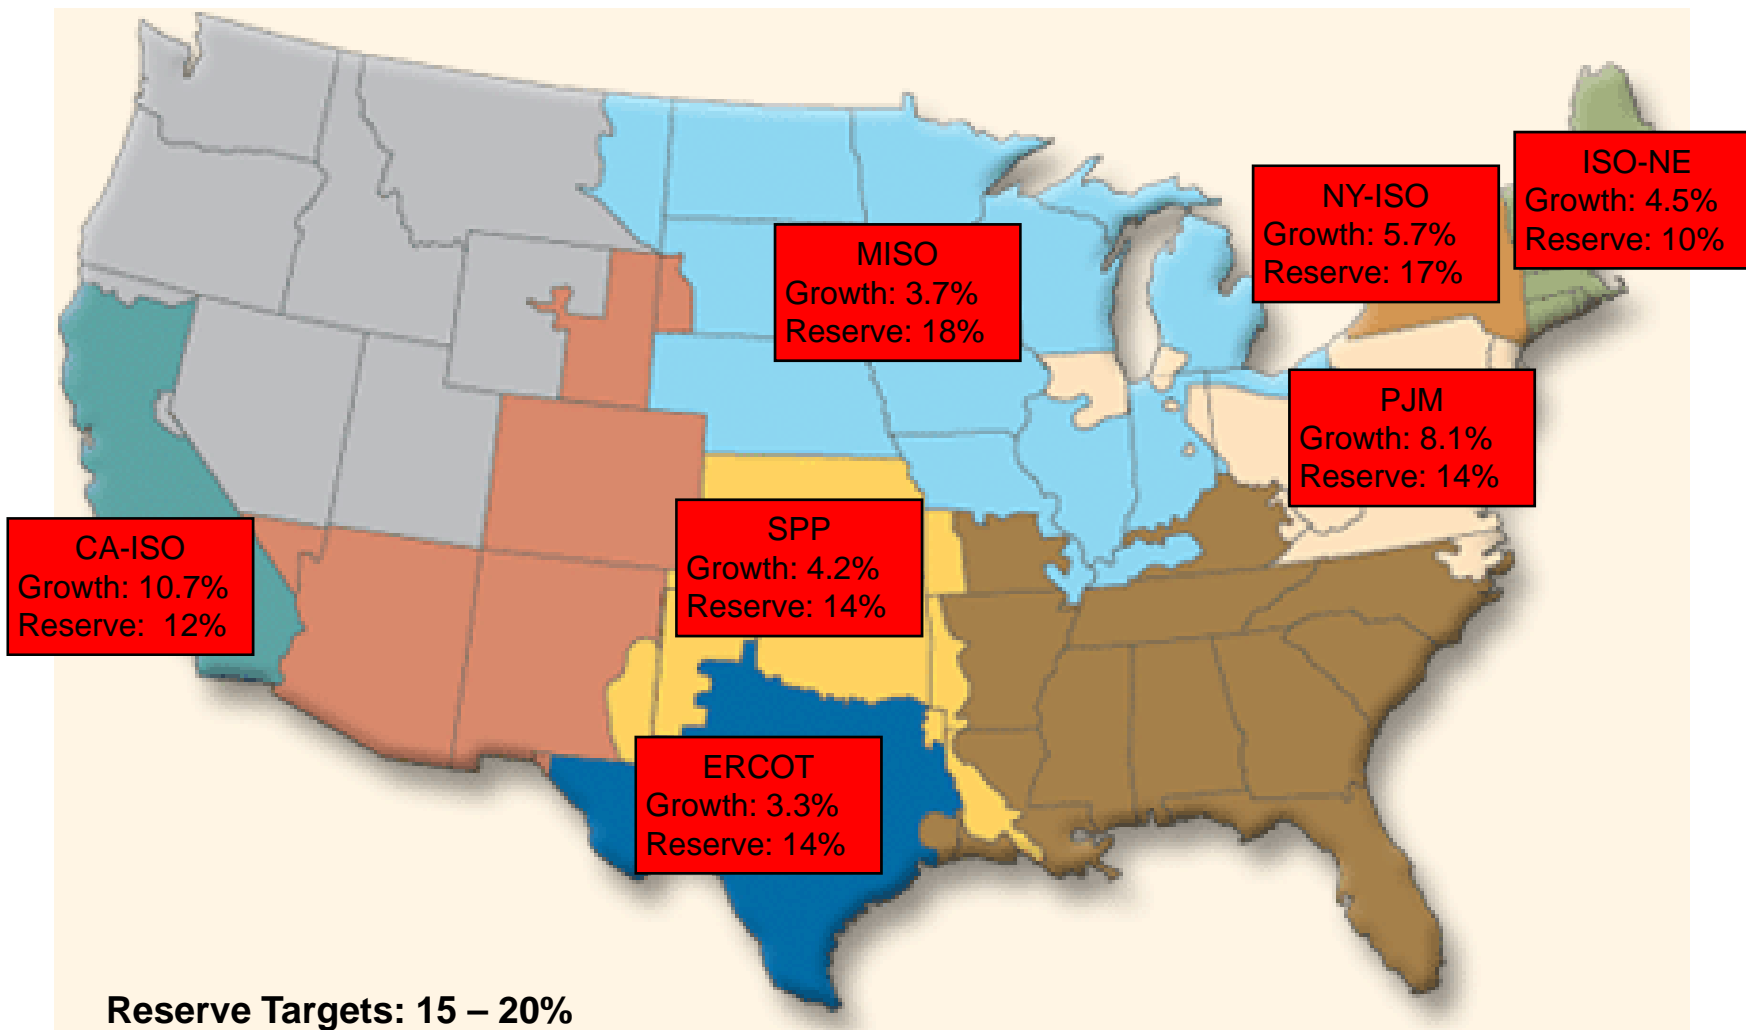 ISO-NE
Growth: 4.5%
Reserve: 10%
NY-ISO
Growth: 5.7%
Reserve: 17%
MISO
Growth: 3.7%
Reserve: 18%
PJM
Growth: 8.1%
Reserve: 14%
SPP
Growth: 4.2%
Reserve: 14%
CA-ISO
Growth: 10.7%
Reserve: 12%
ERCOT
Growth: 3.3%
Reserve: 14%
Reserve Targets: 15 – 20%